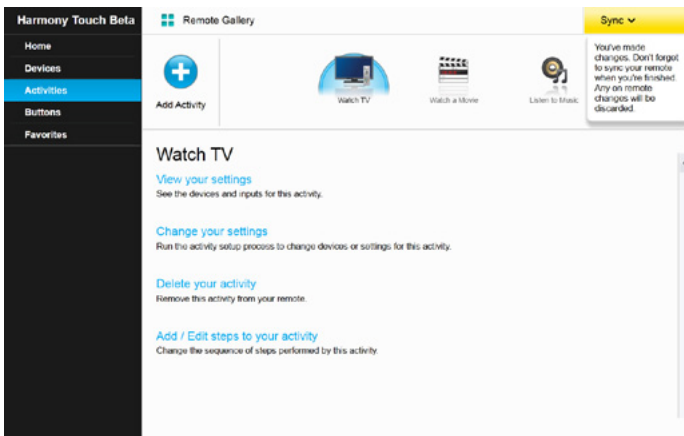 Harmony Touch Beta
Remote Gallery
Sync
Home
Devices
Activities
Buttons
Favorites
Add Activity
Watch TV
Watch a Movie
Listen to Music
You've made
changes. Don't forget
to sync your remote
when you're finished.
Any on remote
changes will be
discarded.
Watch TV
View your settings
See the devices and inputs for this activity.
Change your settings
Run the activity setup process to change devices or settings for this activity.
Delete your activity
Remove this activity from your remote.
Add / Edit steps to your activity
Change the sequence of steps performed by this activity.